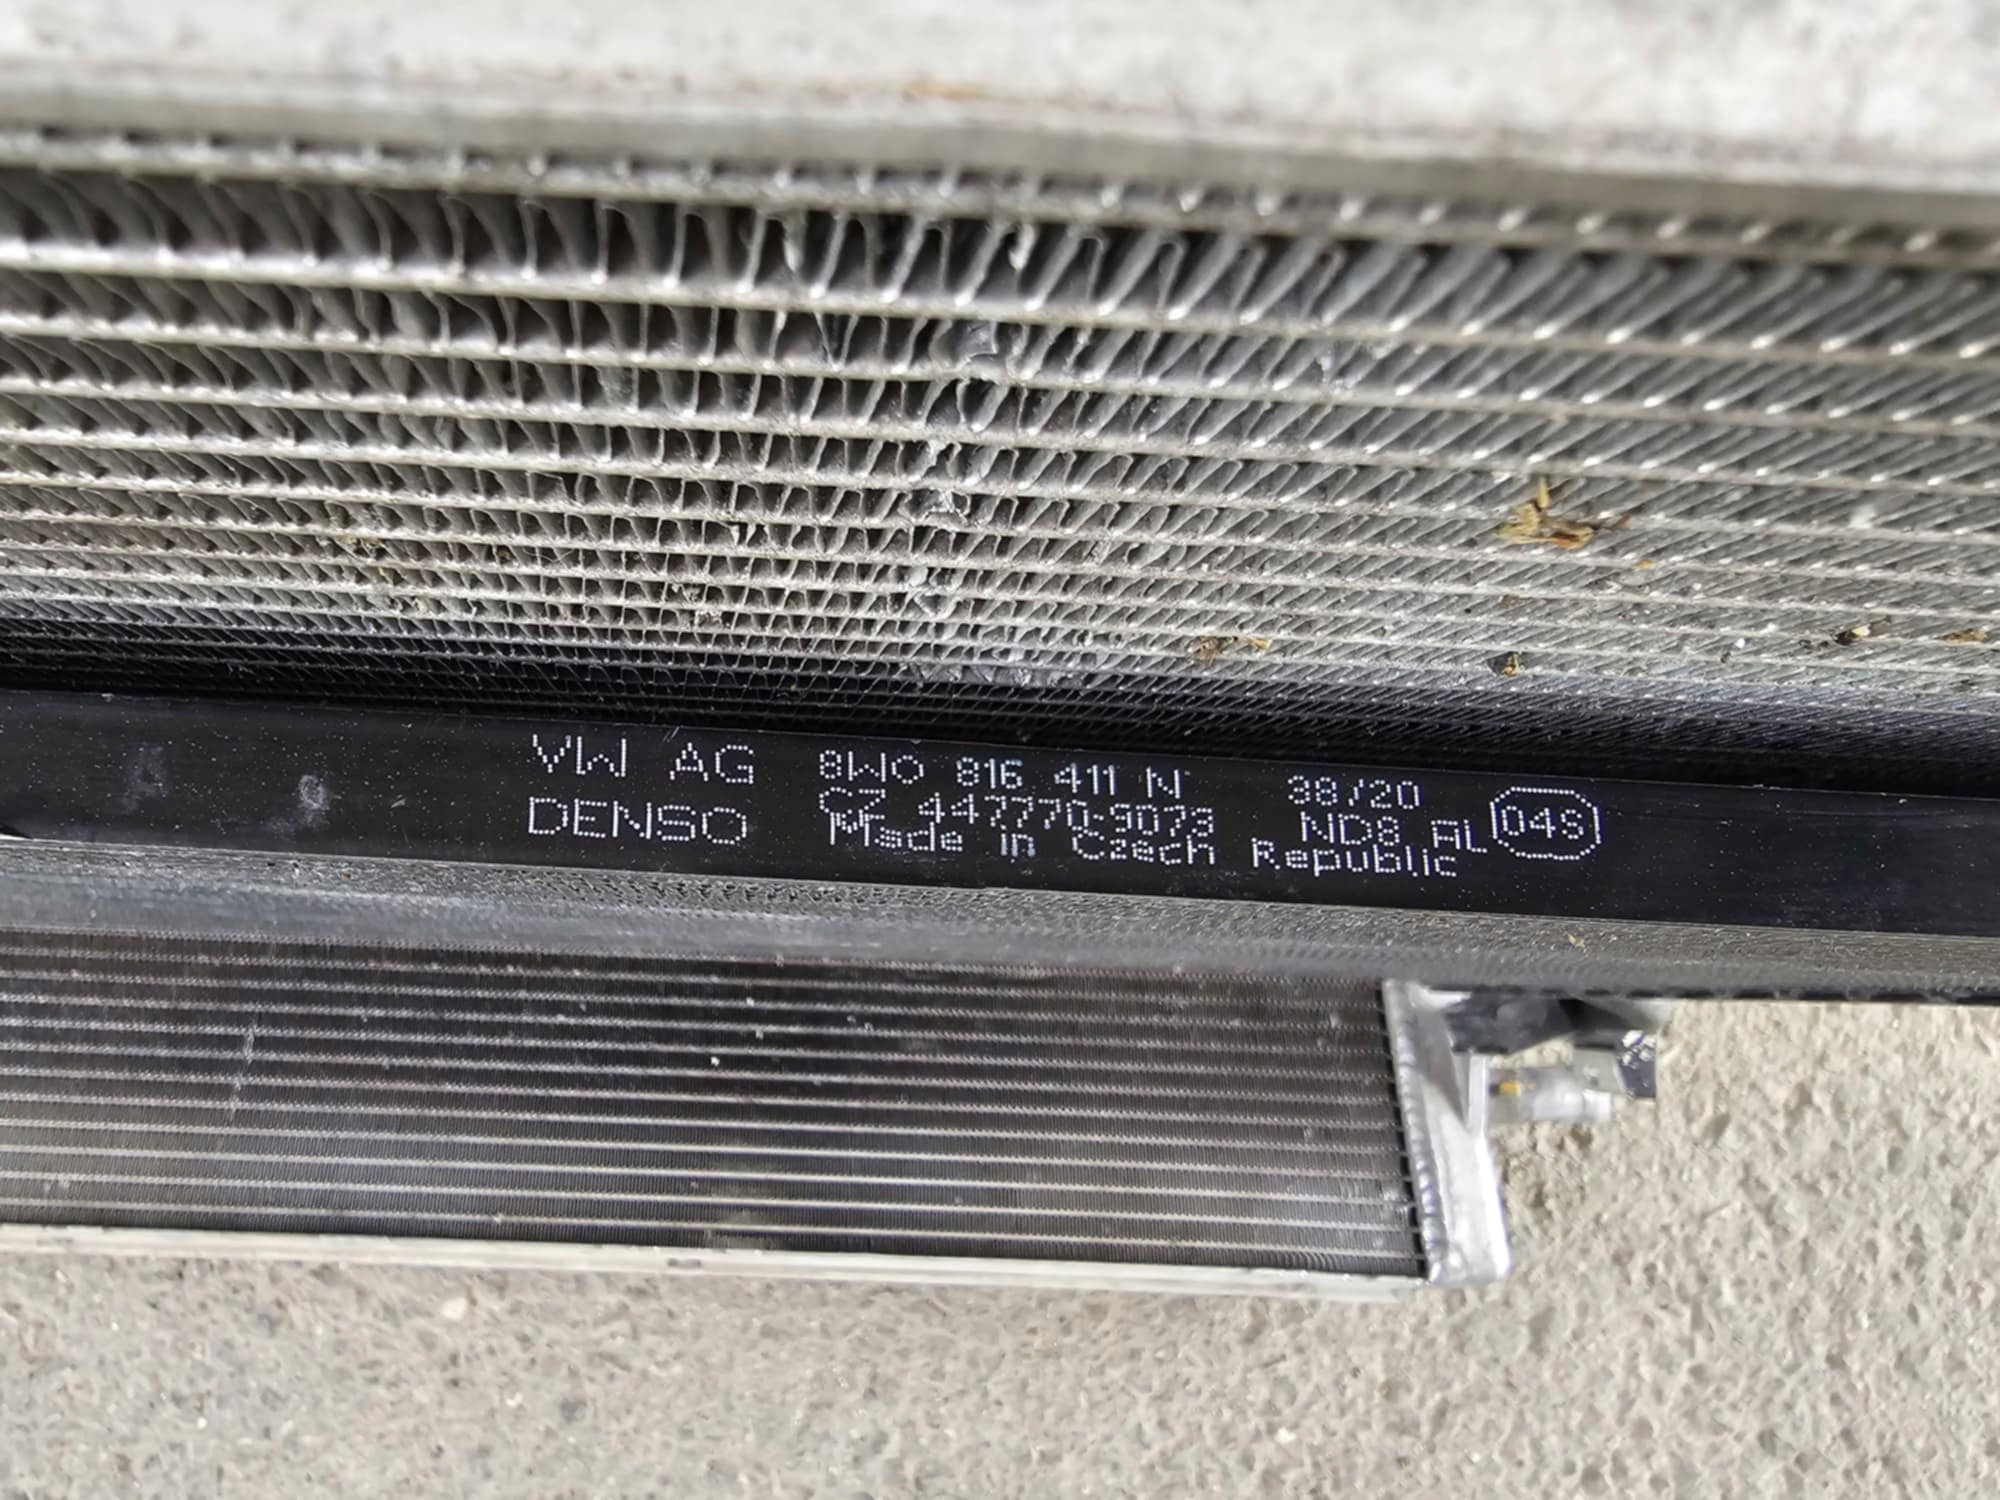 VW AG 8W0 816 411 N 38/20
DENSO CZ 447770-9073 ND8 AL 04S
Made in Czech Republic